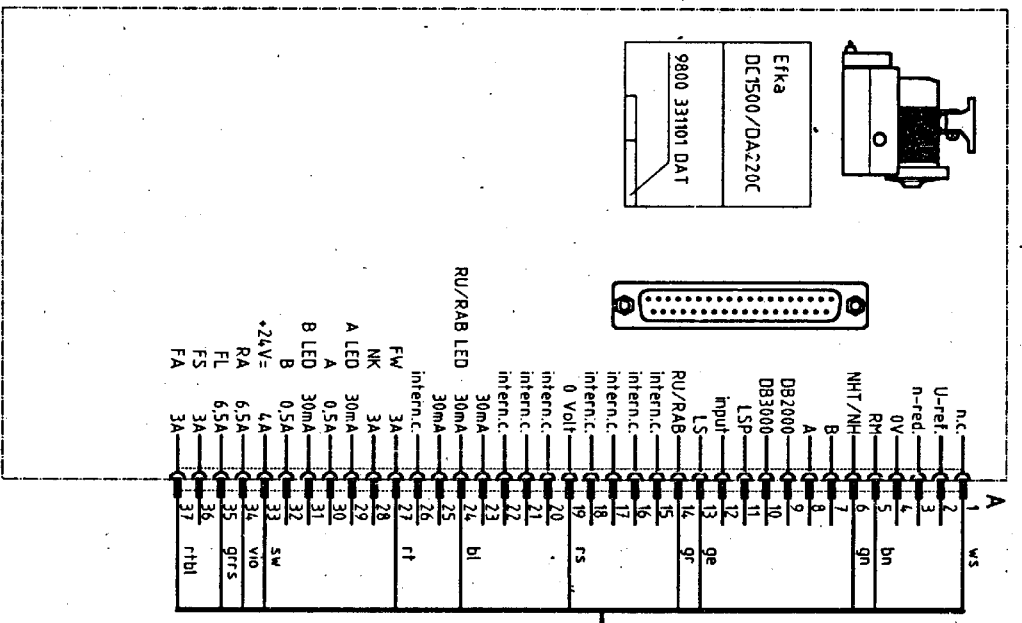 Efka
DC1500/DA220C
9800 331101 DAT
A
n.c. 1 ws
U-ref. 2
n-red. 3
0V 4
RM 5 bn
NHT/NH 6 gn
B 7
A 8
DB2000 9
DB3000 10
LSP 11
input 12
LS 13 ge
RU/RAB 14 gr
intern.c. 15
intern.c. 16
intern.c. 17
intern.c. 18
0 Volt 19 rs
intern.c. 20
intern.c. 21
intern.c. 22
30mA 23
RU/RAB LED 30mA 24 bl
30mA 25
intern.c. 26
FW 3A 27 rt
NK 3A 28
A LED 30mA 29
A 0,5A 30
B LED 30mA 31
B 0,5A 32
+24V= 4A 33 sw
RA 6,5A 34 vio
FL 6,5A 35 grrs
FS 3A 36
FA 3A 37 rtbl